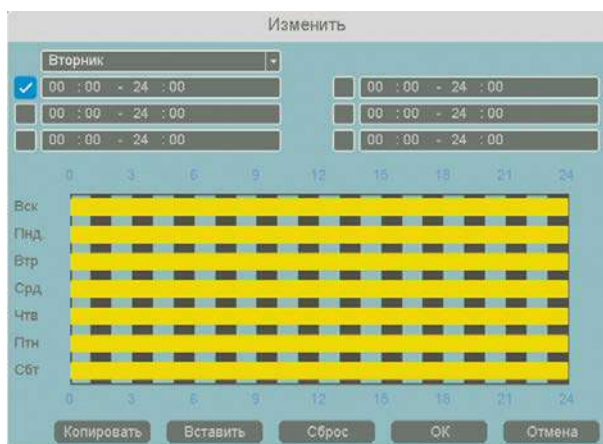 Изменить
Вторник
00 :00 - 24 :00 00 :00 - 24 :00
00 :00 - 24 :00 00 :00 - 24 :00
00 :00 - 24 :00 00 :00 - 24 :00
0 3 6 9 12 15 18 21 24
Вск
Пнд.
Втр
Срд
Чтв
Птн
Сбт
0 3 6 9 12 15 18 21 24
Копировать Вставить Сброс ОК Отмена